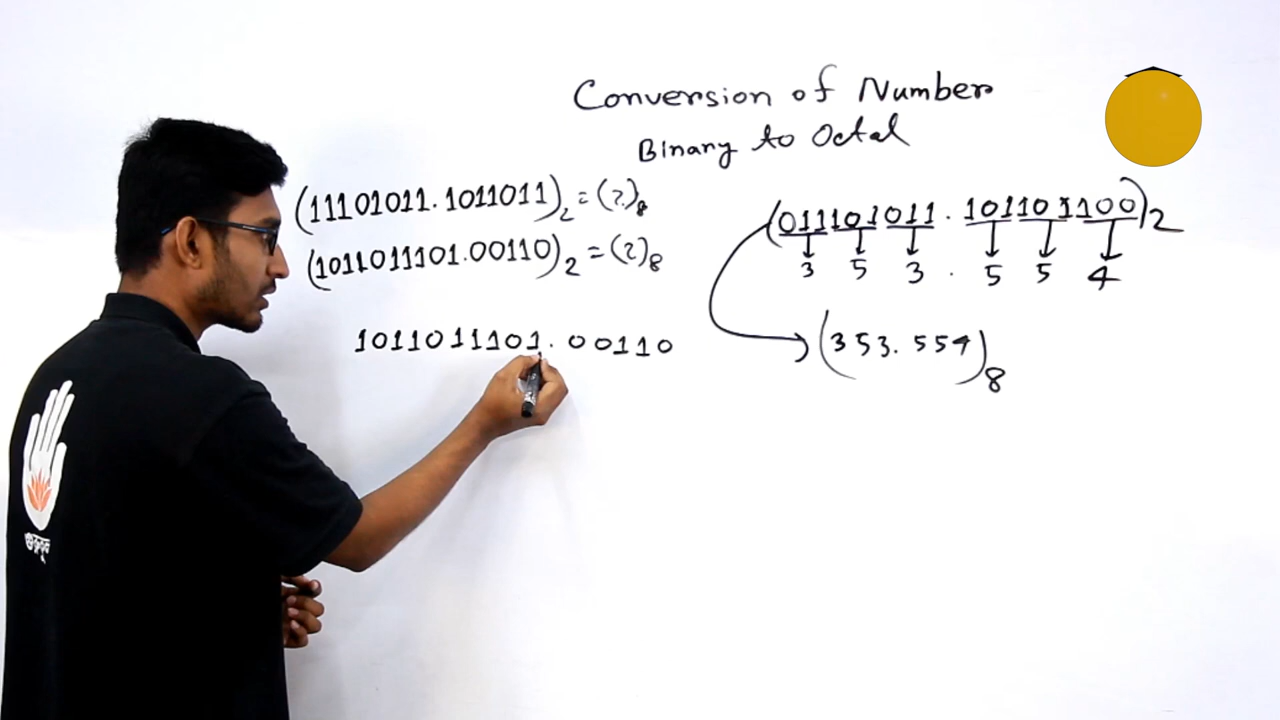 Conversion of Number
Binary to Octal
(11101011.1011011)₂ = (?)₈
(1011011101.00110)₂ = (?)₈
1011011101.00110
(011101011.101101100)₂
3 5 3 . 5 5 4
(353.554)₈